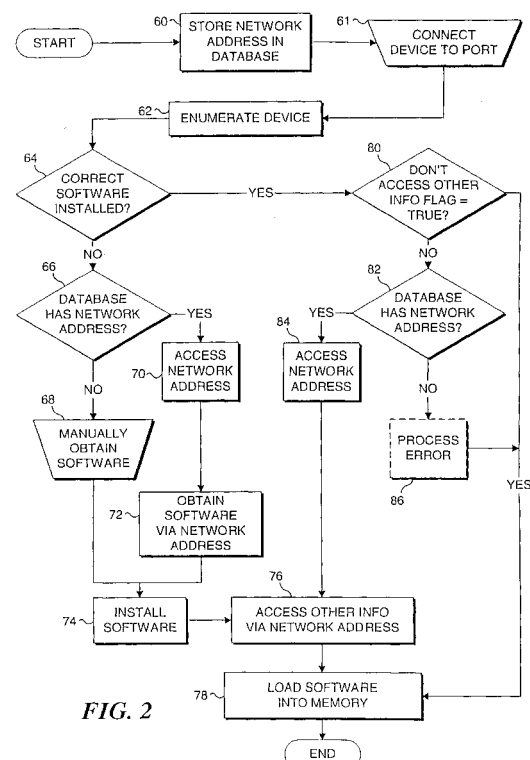 START
60
STORE NETWORK
ADDRESS IN
DATABASE
61
CONNECT
DEVICE TO PORT
62
ENUMERATE DEVICE
64
CORRECT
SOFTWARE
INSTALLED?
YES
80
DON'T
ACCESS OTHER
INFO FLAG =
TRUE?
NO
NO
66
DATABASE
HAS NETWORK
ADDRESS?
YES
82
DATABASE
HAS NETWORK
ADDRESS?
YES
70
ACCESS
NETWORK
ADDRESS
84
ACCESS
NETWORK
ADDRESS
NO
NO
68
MANUALLY
OBTAIN
SOFTWARE
PROCESS
ERROR
86
YES
72
OBTAIN
SOFTWARE
VIA NETWORK
ADDRESS
74
INSTALL
SOFTWARE
76
ACCESS OTHER INFO
VIA NETWORK ADDRESS
78
LOAD SOFTWARE
INTO MEMORY
FIG. 2
END